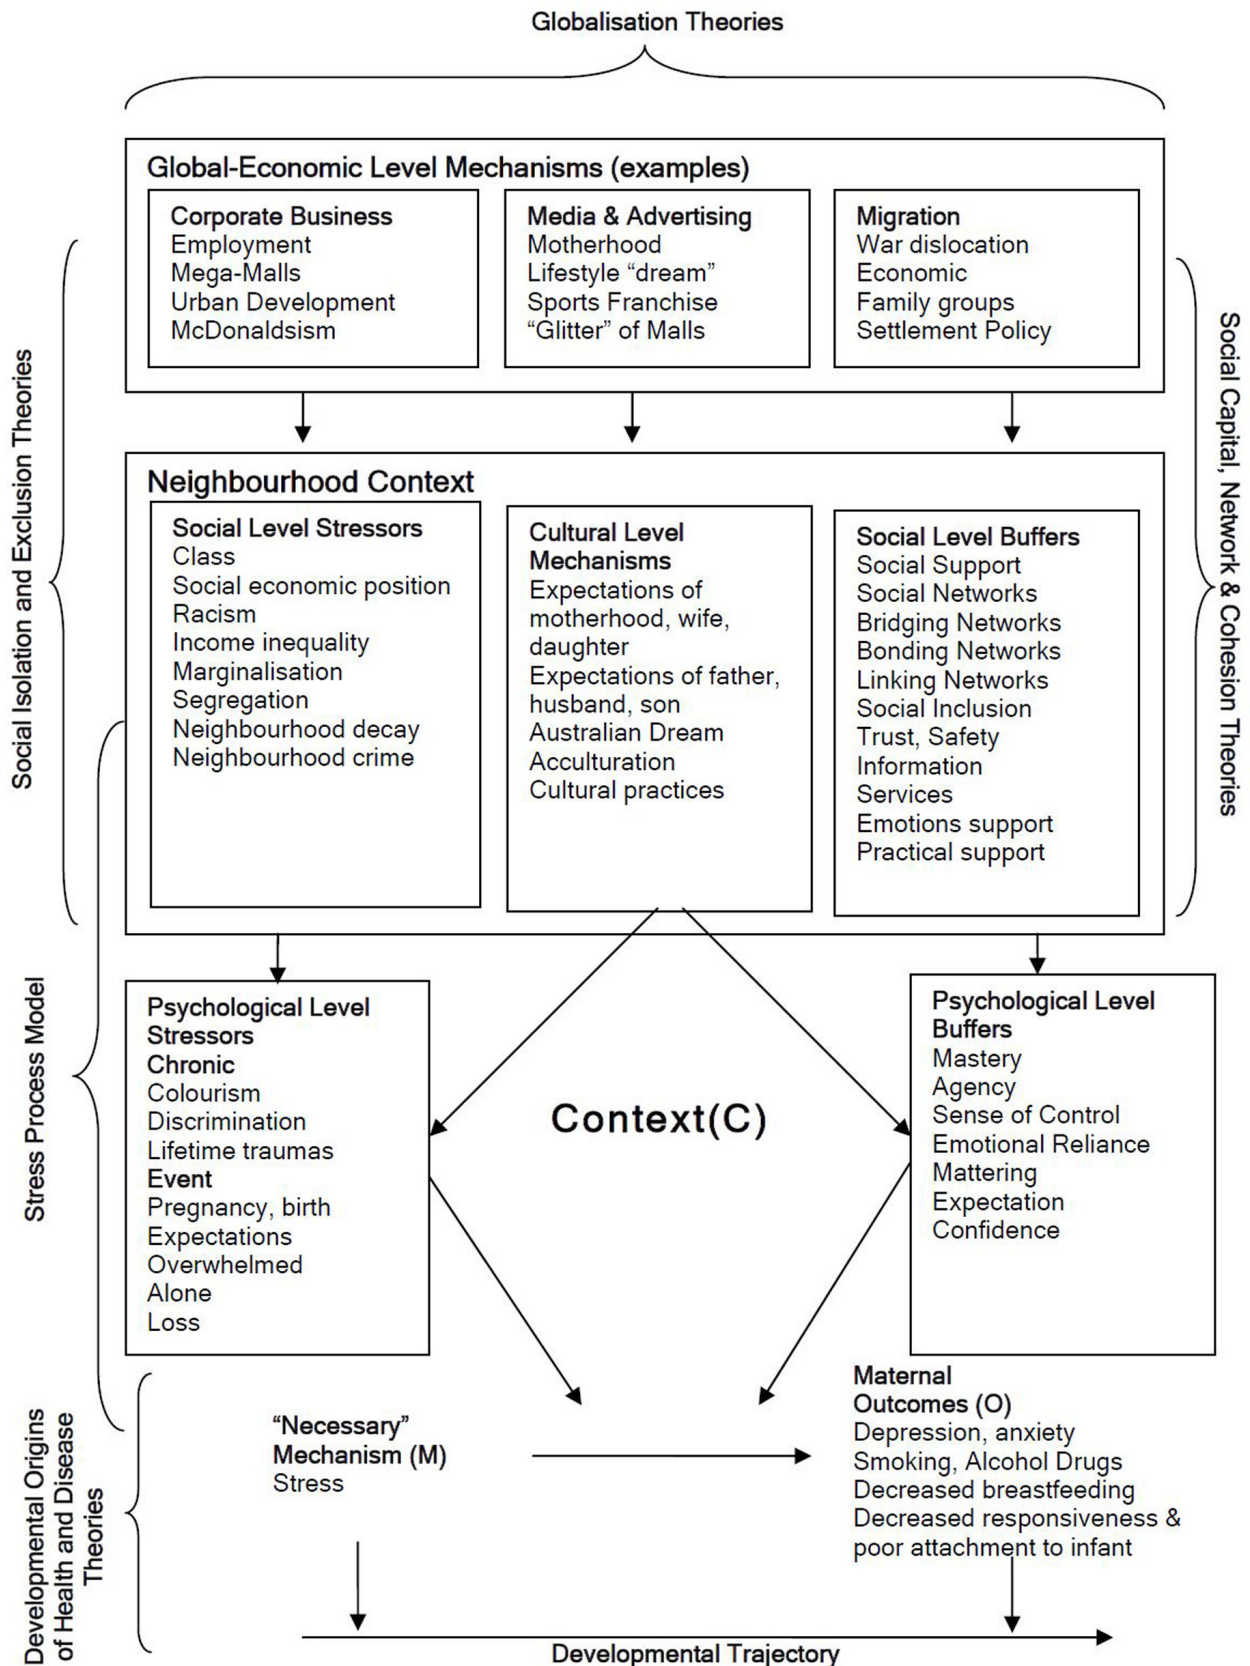 Globalisation Theories
Global-Economic Level Mechanisms (examples)
Corporate Business
Employment
Mega-Malls
Urban Development
McDonaldsism
Media & Advertising
Motherhood
Lifestyle “dream”
Sports Franchise
“Glitter” of Malls
Migration
War dislocation
Economic
Family groups
Settlement Policy
Social Isolation and Exclusion Theories
Social Capital, Network & Cohesion Theories
Neighbourhood Context
Social Level Stressors
Class
Social economic position
Racism
Income inequality
Marginalisation
Segregation
Neighbourhood decay
Neighbourhood crime
Cultural Level
Mechanisms
Expectations of
motherhood, wife,
daughter
Expectations of father,
husband, son
Australian Dream
Acculturation
Cultural practices
Social Level Buffers
Social Support
Social Networks
Bridging Networks
Bonding Networks
Linking Networks
Social Inclusion
Trust, Safety
Information
Services
Emotions support
Practical support
Stress Process Model
Psychological Level
Stressors
Chronic
Colourism
Discrimination
Lifetime traumas
Event
Pregnancy, birth
Expectations
Overwhelmed
Alone
Loss
Context(C)
Psychological Level
Buffers
Mastery
Agency
Sense of Control
Emotional Reliance
Mattering
Expectation
Confidence
Developmental Origins
of Health and Disease
Theories
“Necessary”
Mechanism (M)
Stress
Maternal
Outcomes (O)
Depression, anxiety
Smoking, Alcohol Drugs
Decreased breastfeeding
Decreased responsiveness &
poor attachment to infant
Developmental Trajectory